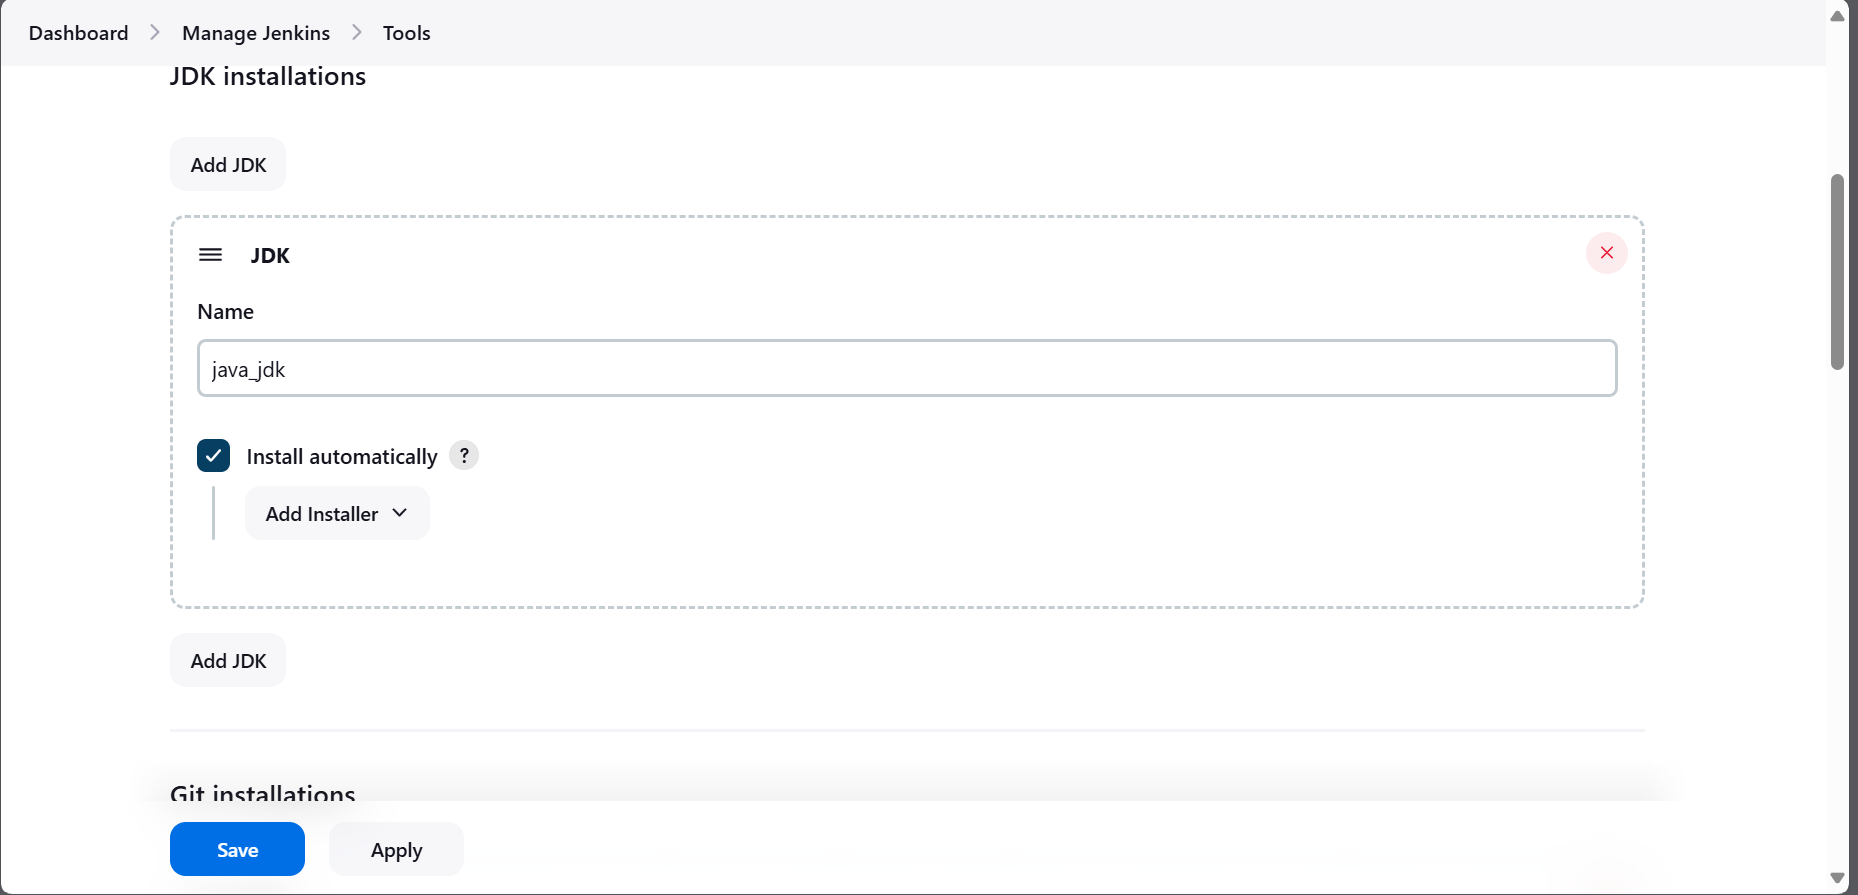 Dashboard > Manage Jenkins > Tools
JDK installations
Add JDK
JDK
Name
java_jdk
Install automatically ?
Add Installer
Add JDK
Git installations
Save Apply